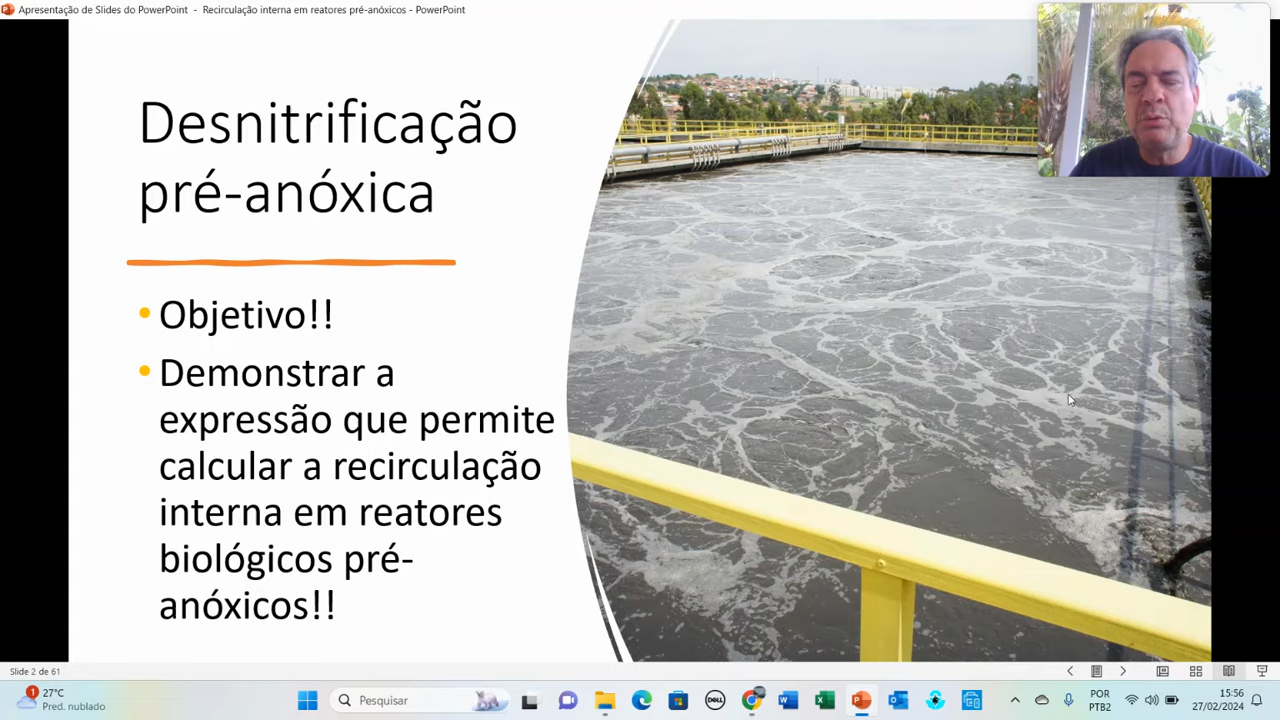 Apresentação de Slides do PowerPoint - Recirculação interna em reatores pré-anóxicos - PowerPoint
Desnitrificação
pré-anóxica
• Objetivo!!
• Demonstrar a
expressão que permite
calcular a recirculação
interna em reatores
biológicos pré-
anóxicos!!
Slide 2 de 61
1
27°C
Pred. nublado
Pesquisar
DELL
POR
PTB2
15:56
27/02/2024